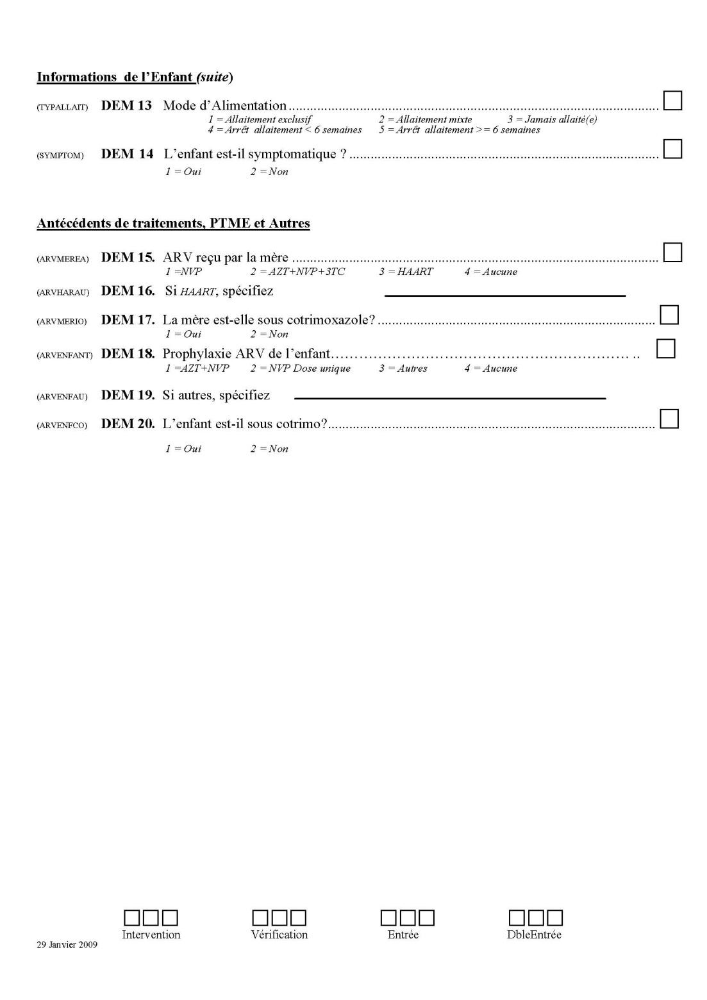 Informations de l'Enfant (suite)
(TYPALLAIT) DEM 13 Mode d'Alimentation ..........
1 = Allaitement exclusif 2 = Allaitement mixte 3 = Jamais allaité(e)
4 = Arrêt allaitement < 6 semaines 5 = Arrêt allaitement >= 6 semaines
(SYMPTOM) DEM 14 L'enfant est-il symptomatique ? ..........
1 = Oui 2 = Non
Antécédents de traitements, PTME et Autres
(ARVMEREA) DEM 15. ARV reçu par la mère ..........
1 =NVP 2 = AZT+NVP+3TC 3 = HAART 4 = Aucune
(ARVHARAU) DEM 16. Si HAART, spécifiez
(ARVMERIO) DEM 17. La mère est-elle sous cotrimoxazole? ..........
1 = Oui 2 = Non
(ARVENFANT) DEM 18. Prophylaxie ARV de l'enfant..........
1 =AZT+NVP 2 = NVP Dose unique 3 = Autres 4 = Aucune
(ARVENFAU) DEM 19. Si autres, spécifiez
(ARVENFCO) DEM 20. L'enfant est-il sous cotrimo?..........
1 = Oui 2 = Non
Intervention Vérification Entrée DbleEntrée
29 Janvier 2009